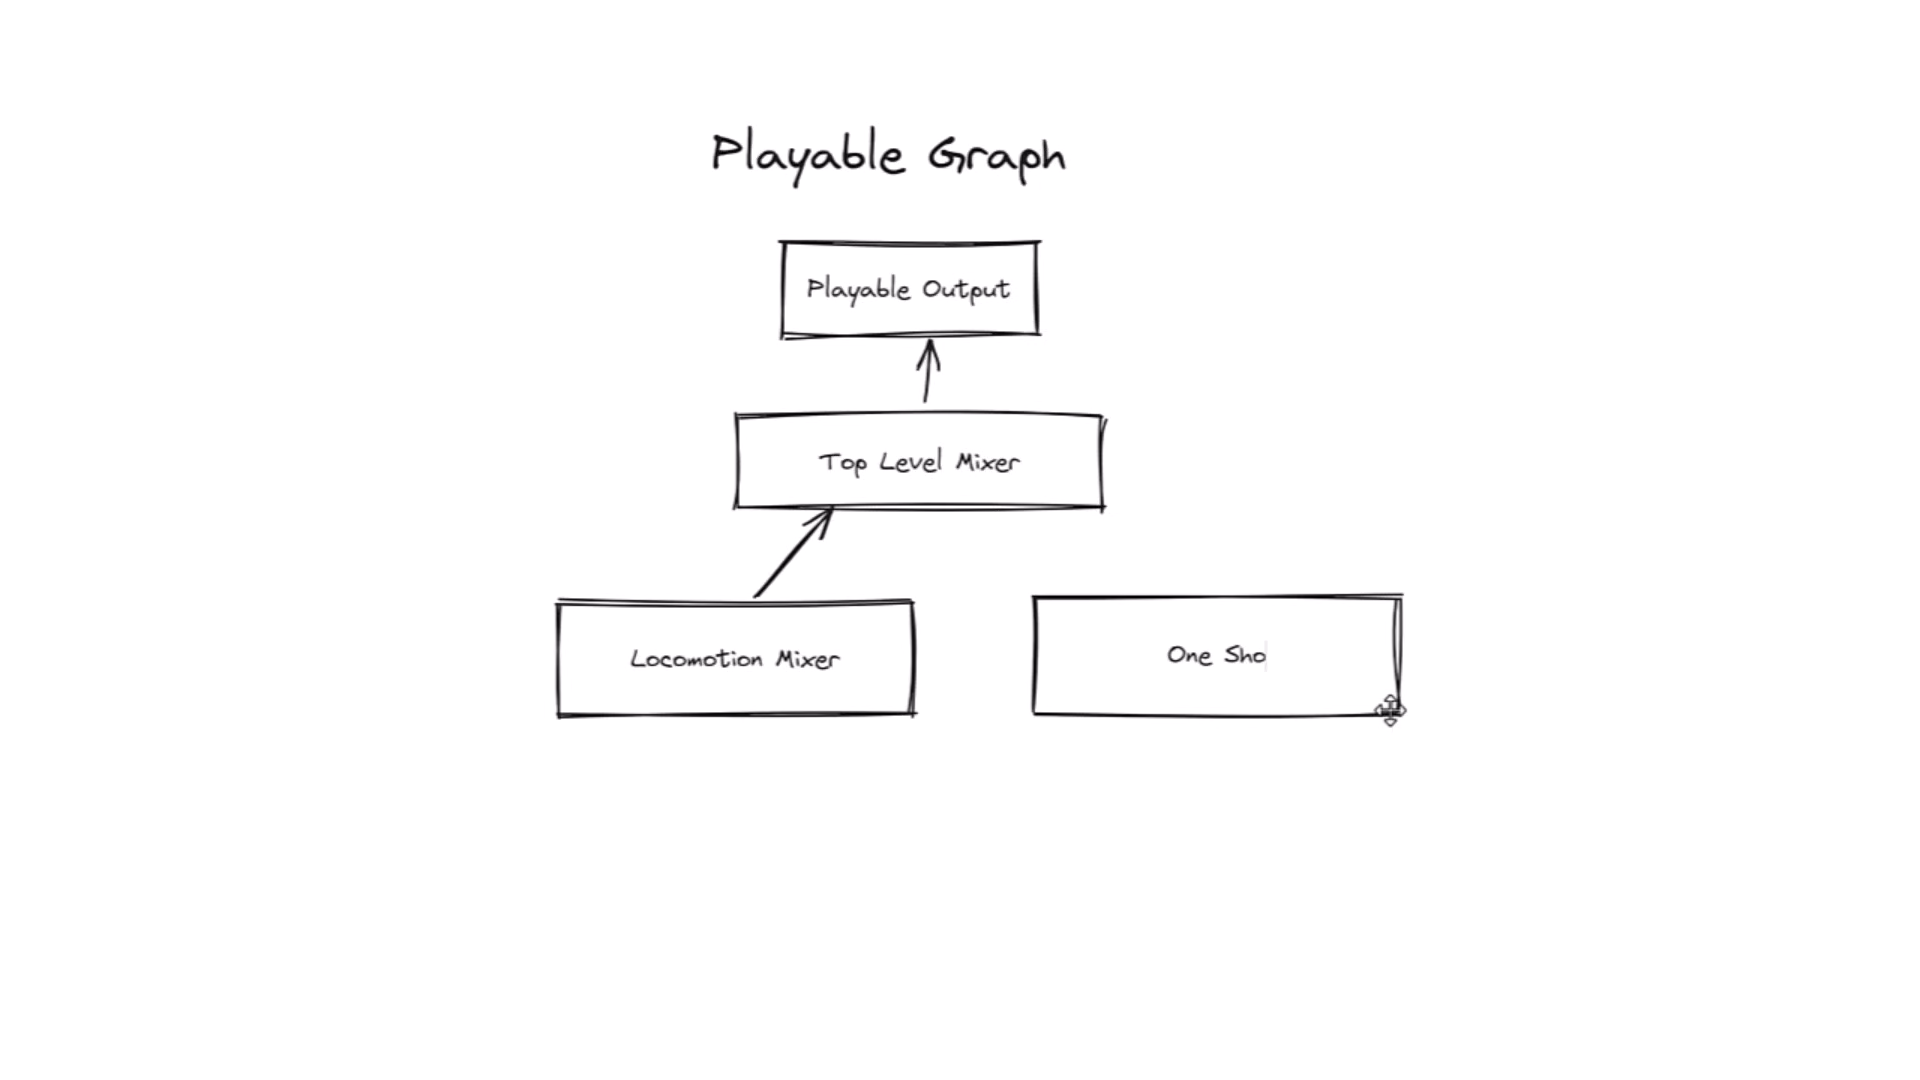 Playable Graph
Playable Output
Top Level Mixer
Locomotion Mixer
One Sho